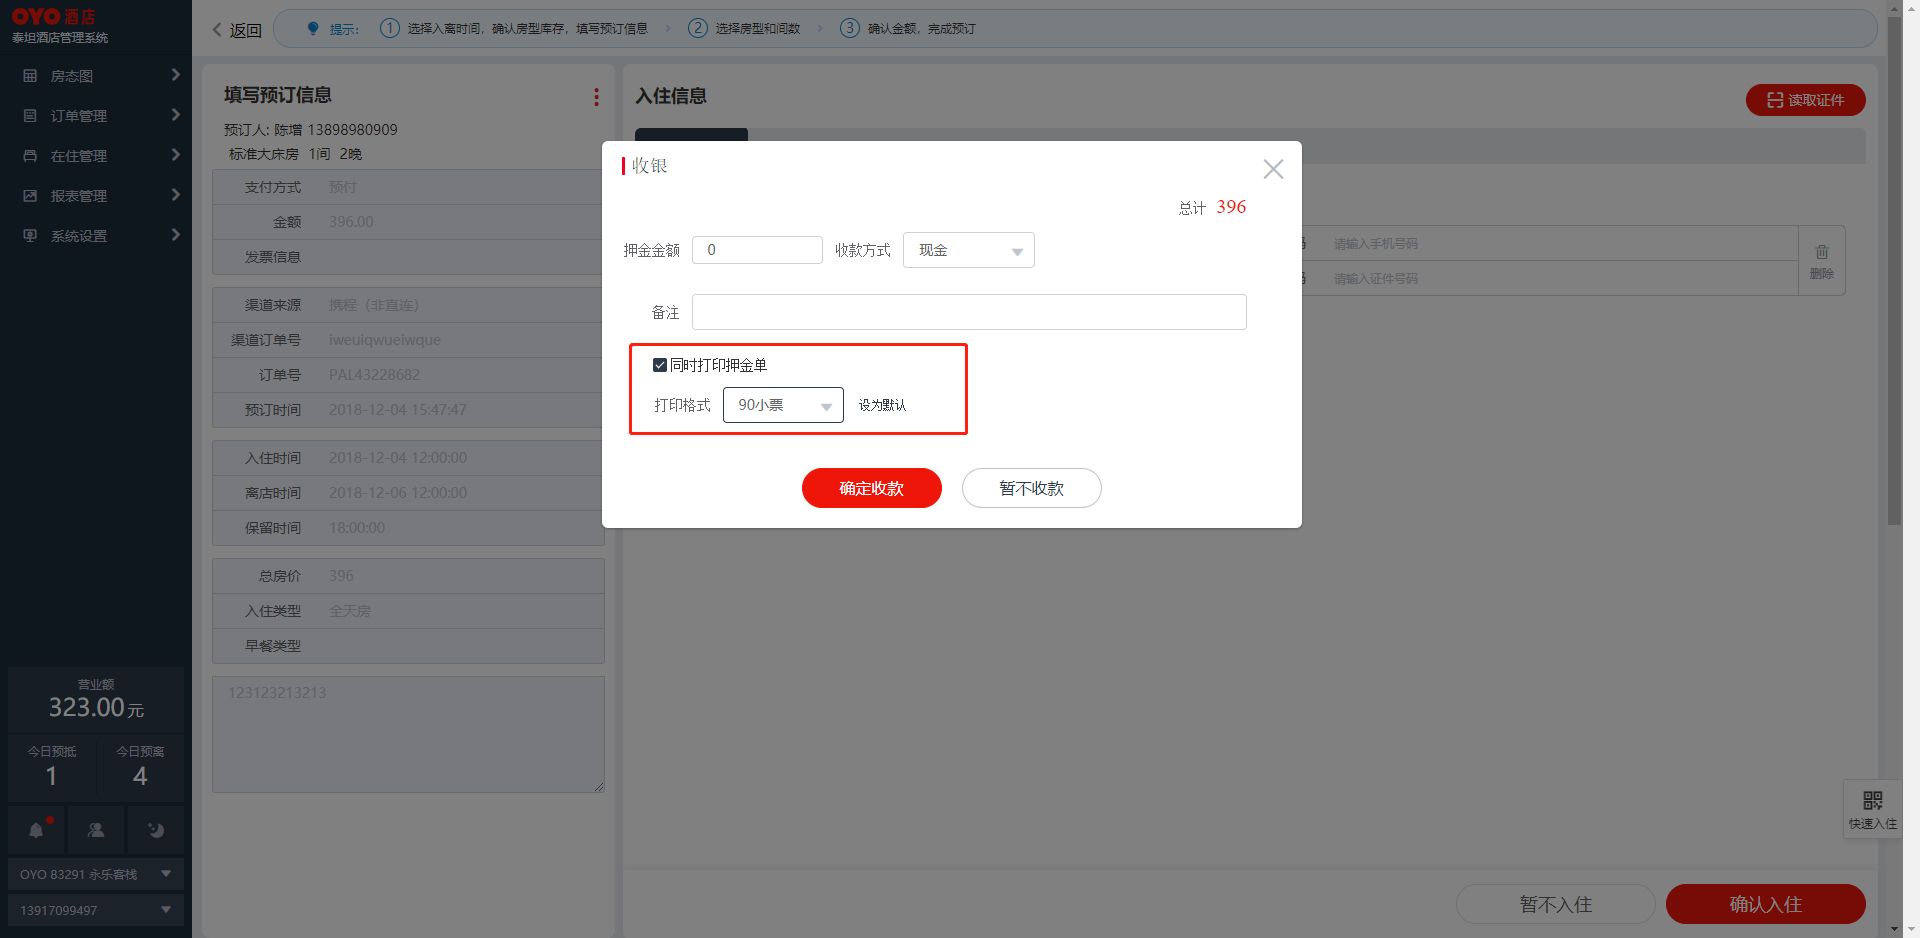 OYO 酒店
泰坦酒店管理系统
房态图
订单管理
在住管理
报表管理
系统设置
营业额
323.00元
今日预抵 今日预离
1 4
OYO 83291 永乐客栈
13917099497
返回
提示: 1 选择入离时间，确认房型库存，填写预订信息 2 选择房型和间数 3 确认金额，完成预订
填写预订信息
预订人: 陈增 13898980909
标准大床房 1间 2晚
支付方式 预付
金额 396.00
发票信息
渠道来源 携程（非直连）
渠道订单号 iweuiqwueiwque
订单号 PAL43228682
预订时间 2018-12-04 15:47:47
入住时间 2018-12-04 12:00:00
离店时间 2018-12-06 12:00:00
保留时间 18:00:00
总房价 396
入住类型 全天房
早餐类型
123123213213
入住信息
读取证件
请输入手机号码
请输入证件号码
删除
收银
总计 396
押金金额 0 收款方式 现金
备注
同时打印押金单
打印格式 90小票 设为默认
确定收款 暂不收款
快速入住
暂不入住 确认入住